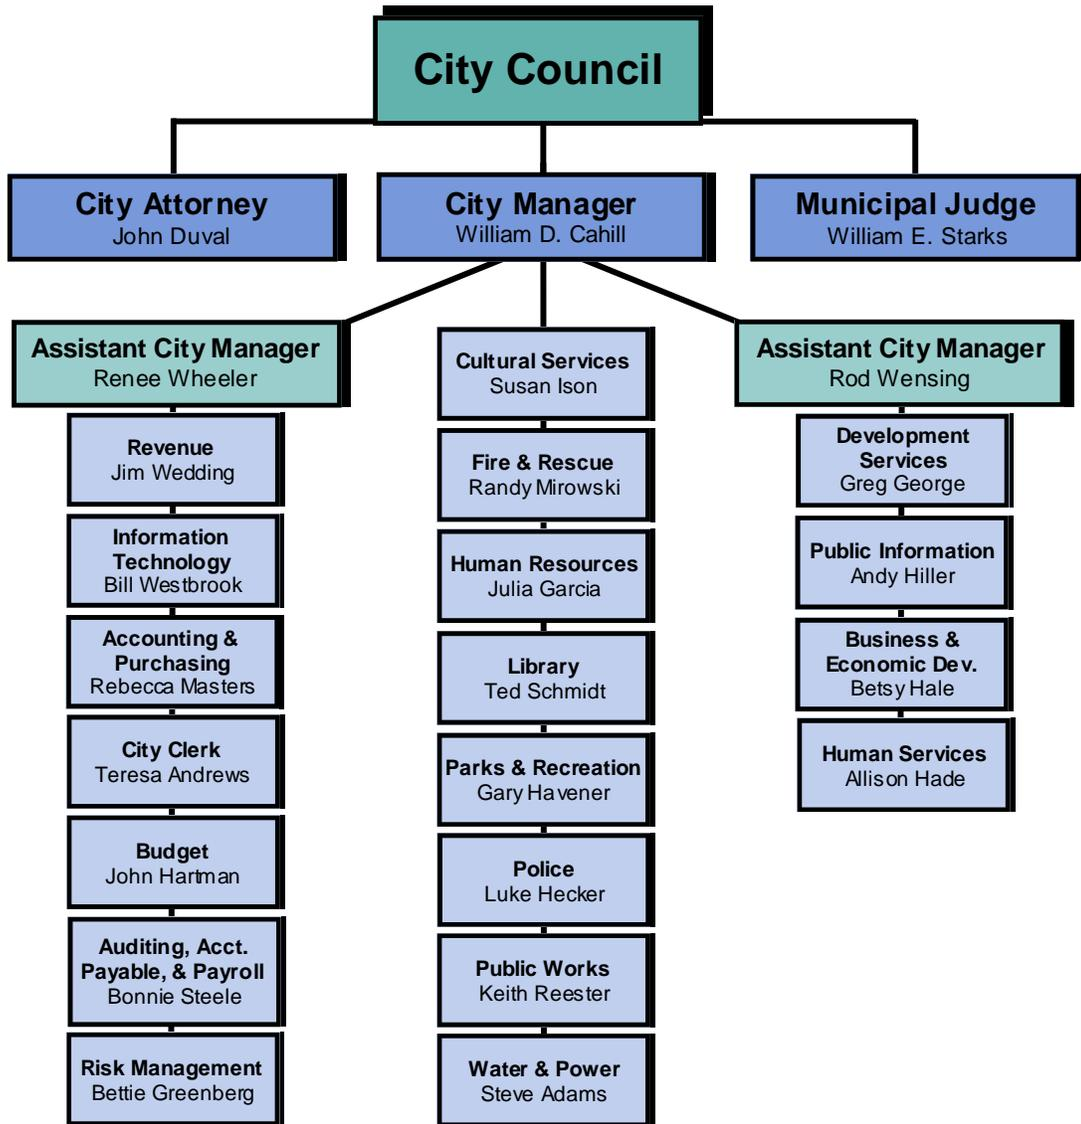 City Council
City Attorney
John Duval
City Manager
William D. Cahill
Municipal Judge
William E. Starks
Assistant City Manager
Renee Wheeler
Revenue
Jim Wedding
Information
Technology
Bill Westbrook
Accounting &
Purchasing
Rebecca Masters
City Clerk
Teresa Andrews
Budget
John Hartman
Auditing, Acct.
Payable, & Payroll
Bonnie Steele
Risk Management
Bettie Greenberg
Cultural Services
Susan Ison
Fire & Rescue
Randy Mirowski
Human Resources
Julia Garcia
Library
Ted Schmidt
Parks & Recreation
Gary Havener
Police
Luke Hecker
Public Works
Keith Reester
Water & Power
Steve Adams
Assistant City Manager
Rod Wensing
Development
Services
Greg George
Public Information
Andy Hiller
Business &
Economic Dev.
Betsy Hale
Human Services
Allison Hade